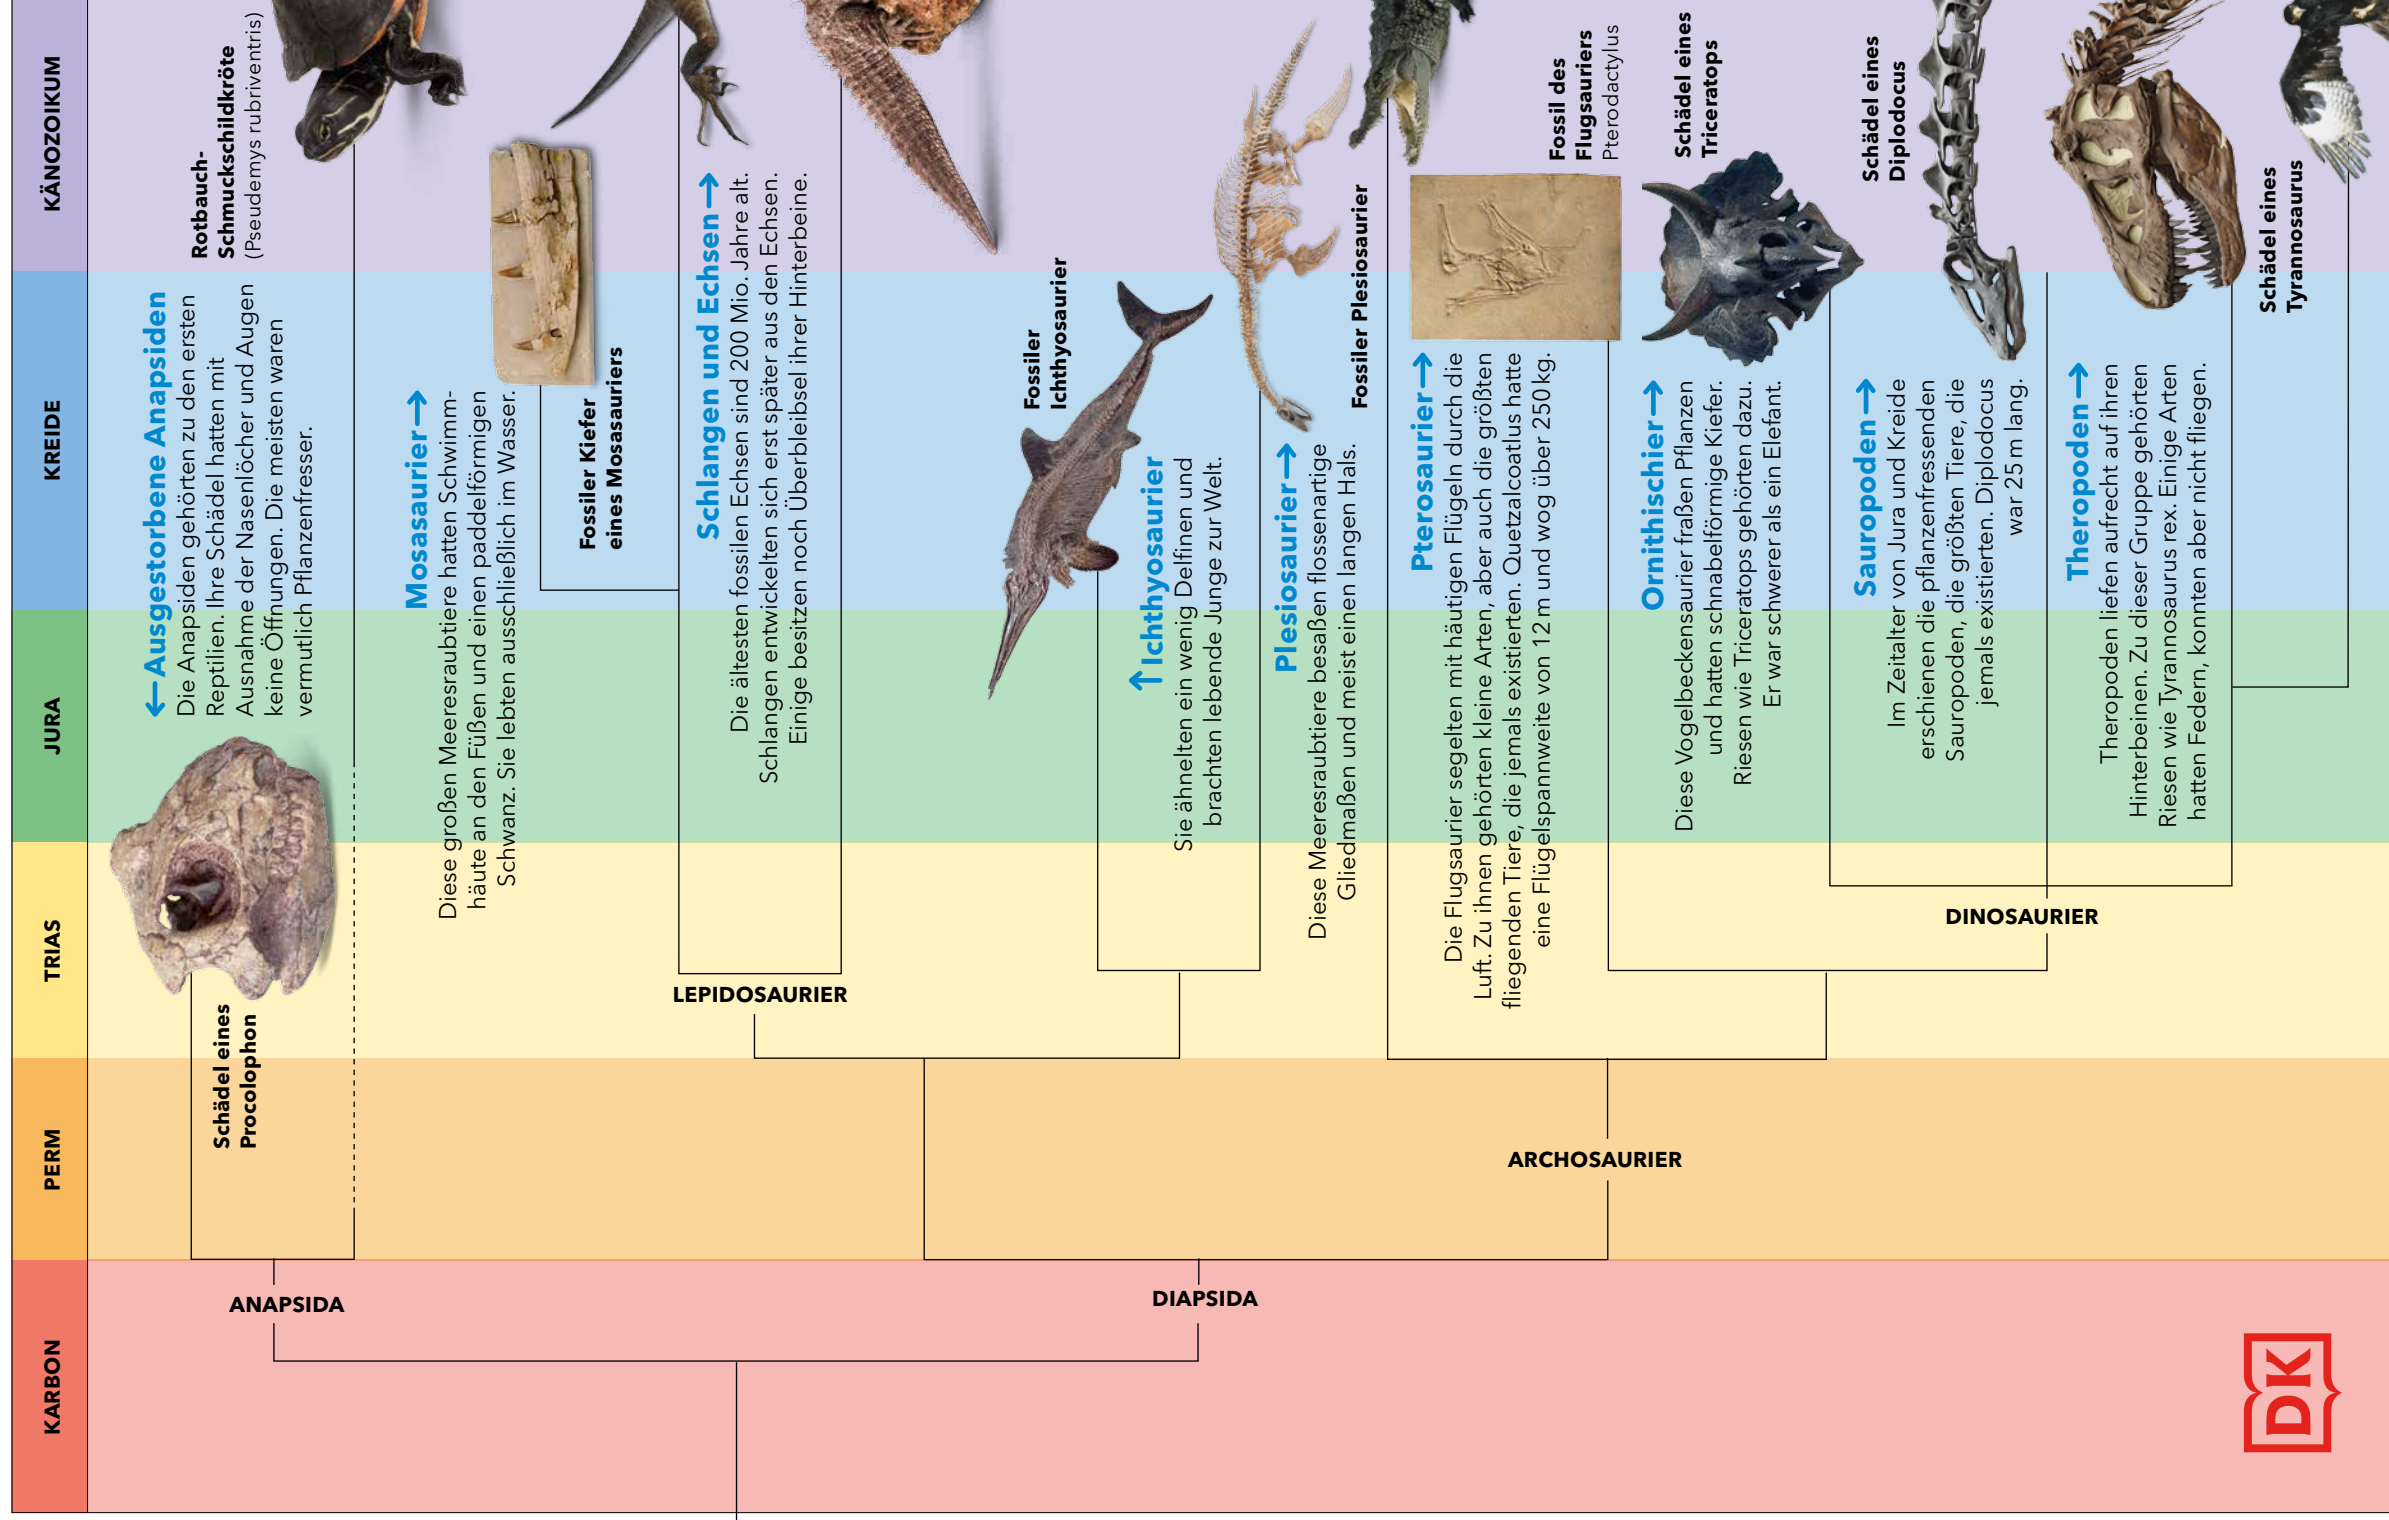 KÄNOZOIKUM
KREIDE
JURA
TRIAS
PERM
KARBON
Rotbauch-
Schmuckschildkröte
(Pseudemys rubriventris)
←Ausgestorbene Anapsiden
Die Anapsiden gehörten zu den ersten
Reptilien. Ihre Schädel hatten mit
Ausnahme der Nasenlöcher und Augen
keine Öffnungen. Die meisten waren
vermutlich Pflanzenfresser.
Schädel eines
Procolophon
Mosasaurier→
Diese großen Meeresraubtiere hatten Schwimm-
häute an den Füßen und einen paddelförmigen
Schwanz. Sie lebten ausschließlich im Wasser.
Fossiler Kiefer
eines Mosasauriers
Schlangen und Echsen→
Die ältesten fossilen Echsen sind 200 Mio. Jahre alt.
Schlangen entwickelten sich erst später aus den Echsen.
Einige besitzen noch Überbleibsel ihrer Hinterbeine.
Fossiler
Ichthyosaurier
↑Ichthyosaurier
Sie ähnelten ein wenig Delfinen und
brachten lebende Junge zur Welt.
Plesiosaurier→
Diese Meeresraubtiere besaßen flossenartige
Gliedmaßen und meist einen langen Hals.
Fossiler Plesiosaurier
Pterosaurier→
Die Flugsaurier segelten mit häutigen Flügeln durch die
Luft. Zu ihnen gehörten kleine Arten, aber auch die größten
fliegenden Tiere, die jemals existierten. Quetzalcoatlus hatte
eine Flügelspannweite von 12 m und wog über 250 kg.
Fossil des
Flugsauriers
Pterodactylus
Ornithischier→
Diese Vogelbeckensaurier fraßen Pflanzen
und hatten schnabelförmige Kiefer.
Riesen wie Triceratops gehörten dazu.
Er war schwerer als ein Elefant.
Schädel eines
Triceratops
Sauropoden→
Im Zeitalter von Jura und Kreide
erschienen die pflanzenfressenden
Sauropoden, die größten Tiere, die
jemals existierten. Diplodocus
war 25 m lang.
Schädel eines
Diplodocus
Theropoden→
Theropoden liefen aufrecht auf ihren
Hinterbeinen. Zu dieser Gruppe gehörten
Riesen wie Tyrannosaurus rex. Einige Arten
hatten Federn, konnten aber nicht fliegen.
Schädel eines
Tyrannosaurus
LEPIDOSAURIER
DINOSAURIER
ARCHOSAURIER
ANAPSIDA
DIAPSIDA
DK